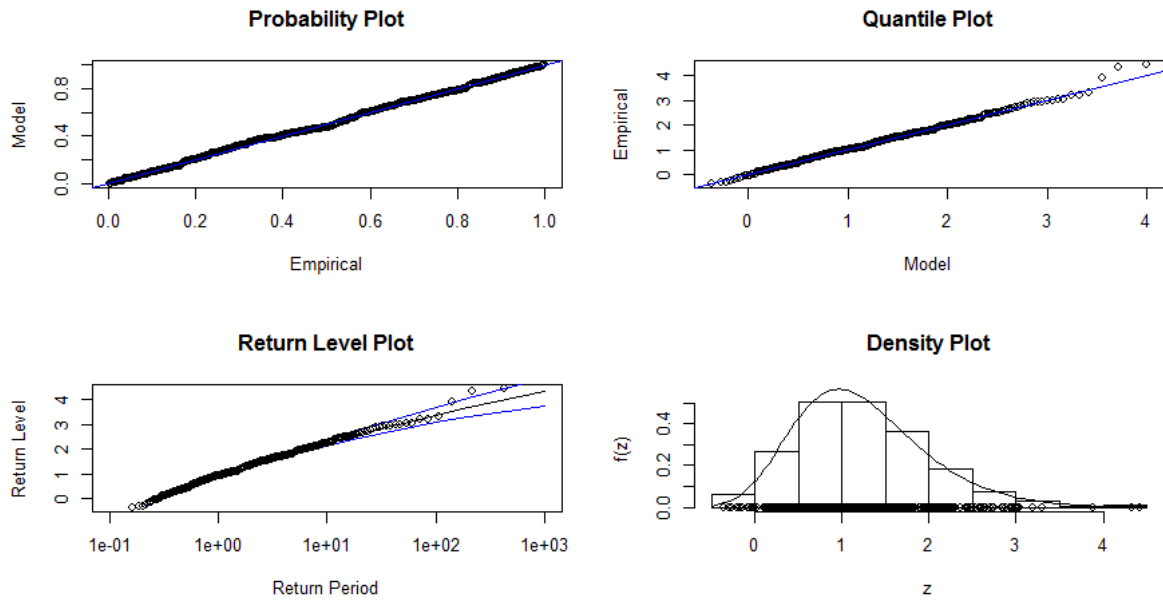 Probability Plot
Model
0.0 0.4 0.8
0.0 0.2 0.4 0.6 0.8 1.0
Empirical
Quantile Plot
Empirical
0 1 2 3 4
0 1 2 3 4
Model
Return Level Plot
Return Level
0 1 2 3 4
1e-01 1e+00 1e+01 1e+02 1e+03
Return Period
Density Plot
f(z)
0.0 0.2 0.4
0 1 2 3 4
z